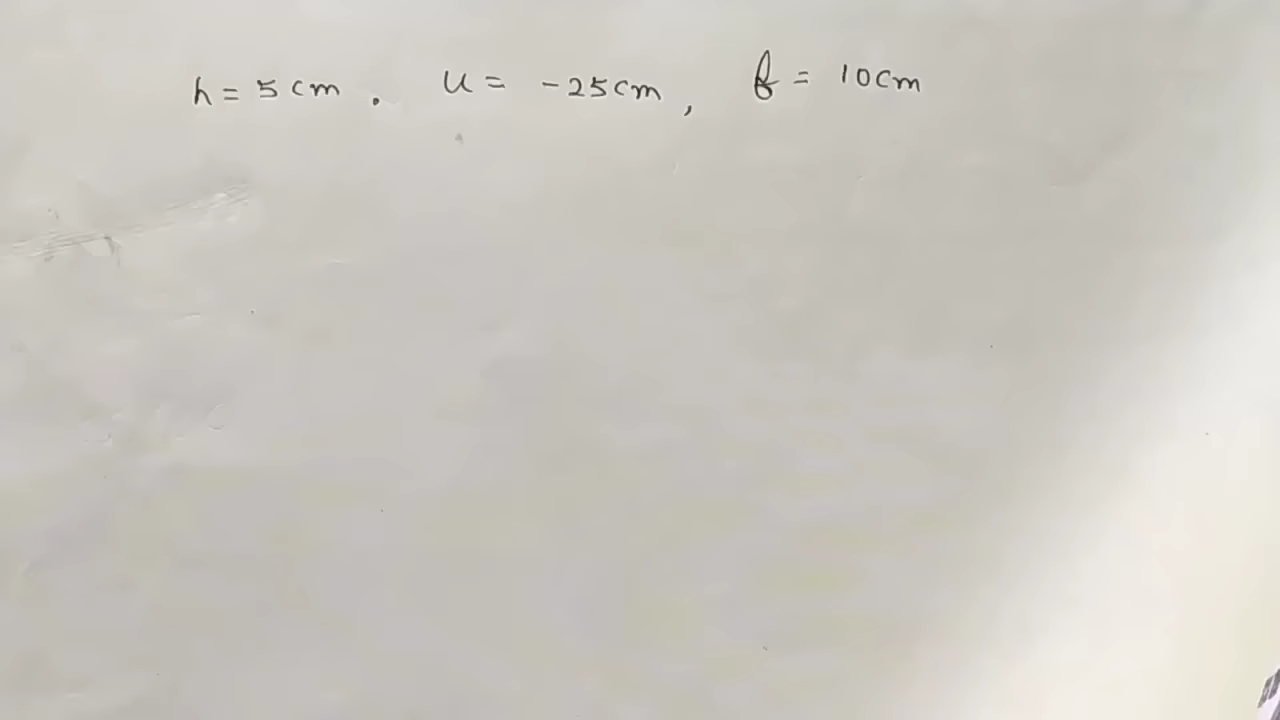 h = 5 cm . u = -25cm , f = 10cm